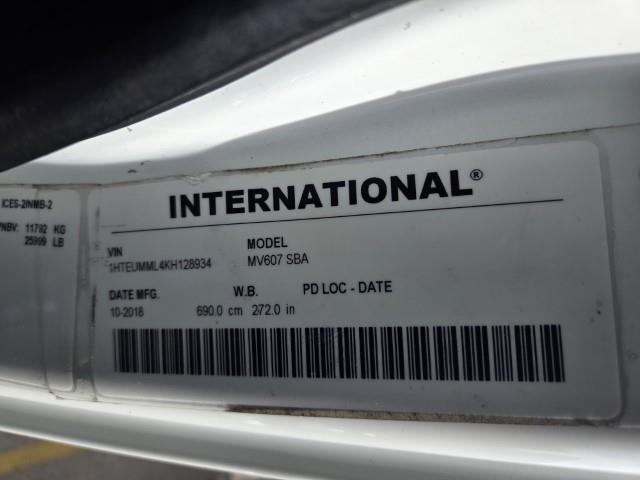 INTERNATIONAL®
ICES-2/NMB-2
PNBV: 11792 KG
25999 LB
VIN
1HTEUMML4KH128934
MODEL
MV607 SBA
DATE MFG.
10-2018
W.B.
690.0 cm 272.0 in
PD LOC - DATE